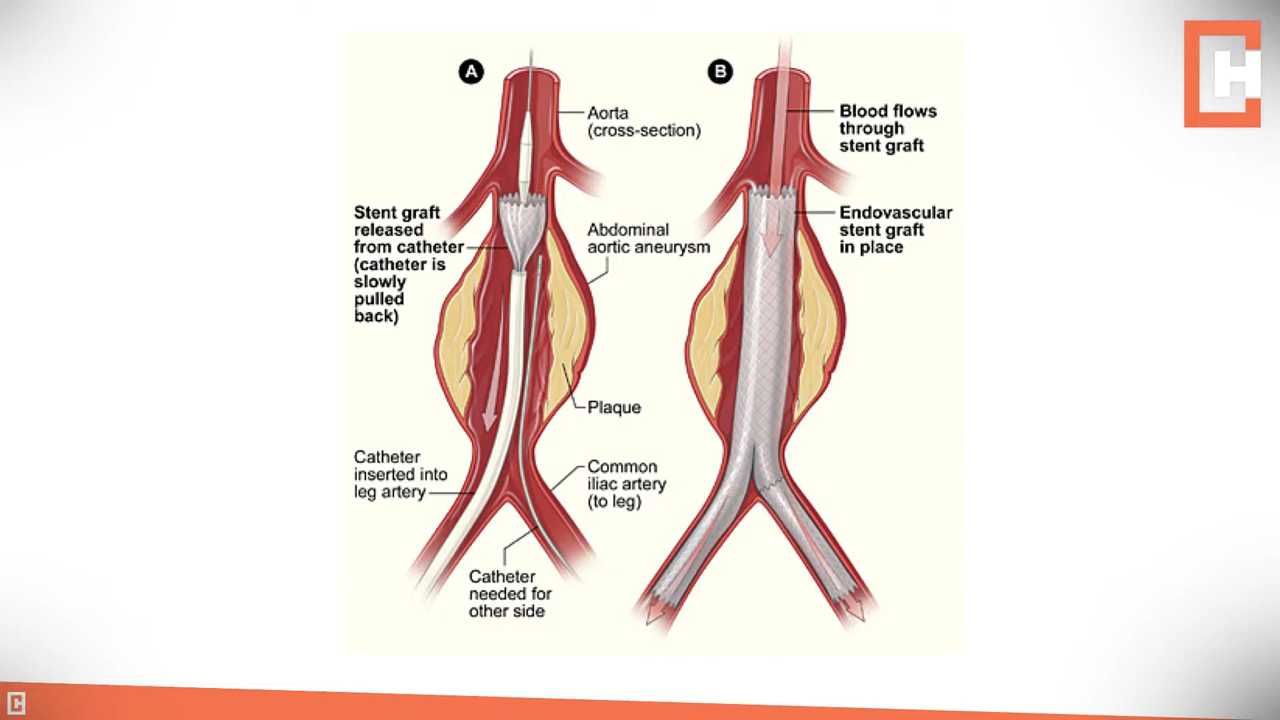 A
Aorta
(cross-section)
Stent graft
released
from catheter
(catheter is
slowly
pulled
back)
Abdominal
aortic aneurysm
Plaque
Catheter
inserted into
leg artery
Common
iliac artery
(to leg)
Catheter
needed for
other side
B
Blood flows
through
stent graft
Endovascular
stent graft
in place
CH